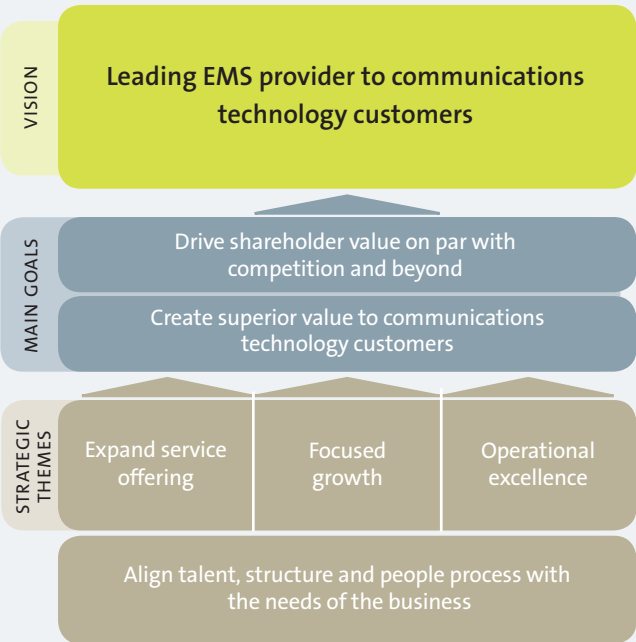 VISION
Leading EMS provider to communications
technology customers
MAIN GOALS
Drive shareholder value on par with
competition and beyond
Create superior value to communications
technology customers
STRATEGIC
THEMES
Expand service
offering
Focused
growth
Operational
excellence
Align talent, structure and people process with
the needs of the business